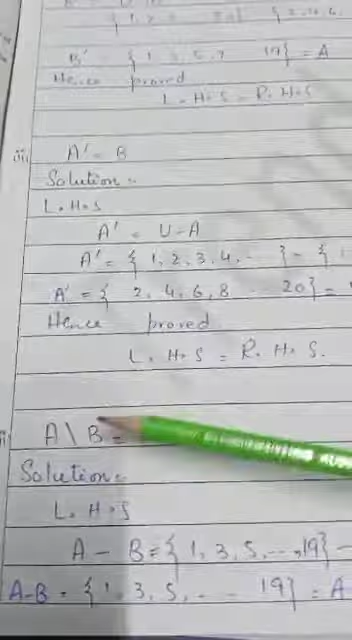 B' = { 1, 3, 5, 7 19} = A
Hence proved
L.H.S = R.H.S
iii A' = B
Solution:-
L.H.S
A' = U - A
A' = { 1, 2, 3, 4, .. } - {
A' = { 2, 4, 6, 8 .. 20} =
Hence proved.
L.H.S = R.H.S.
A \ B =
Solution:-
L.H.S
A - B = { 1, 3, 5, ..., 19} -
A-B = { 1, 3, 5, .. .. 19} = A